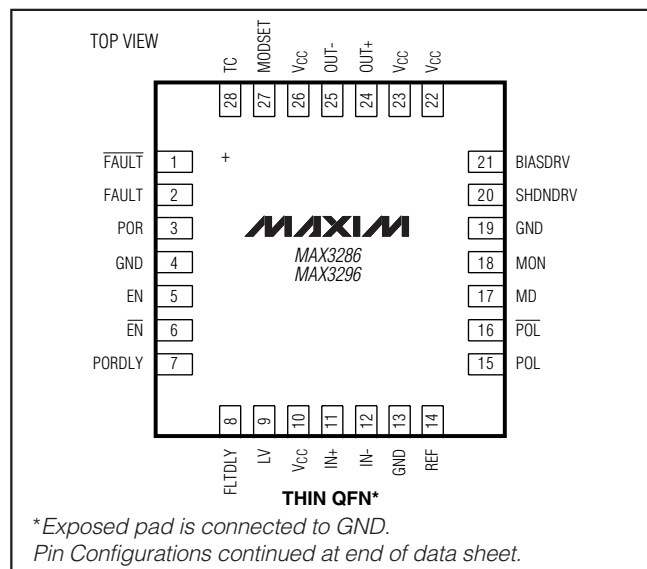 TOP VIEW
TC
MODSET
VCC
OUT-
OUT+
VCC
VCC
28 27 26 25 24 23 22
FAULT 1 + 21 BIASDRV
FAULT 2 20 SHDNDRV
POR 3 19 GND
GND 4 18 MON
EN 5 17 MD
EN 6 16 POL
PORDLY 7 15 POL
MAXIM
MAX3286
MAX3296
8 9 10 11 12 13 14
FLTDLY
LV
VCC
IN+
IN-
GND
REF
THIN QFN*
*Exposed pad is connected to GND.
Pin Configurations continued at end of data sheet.